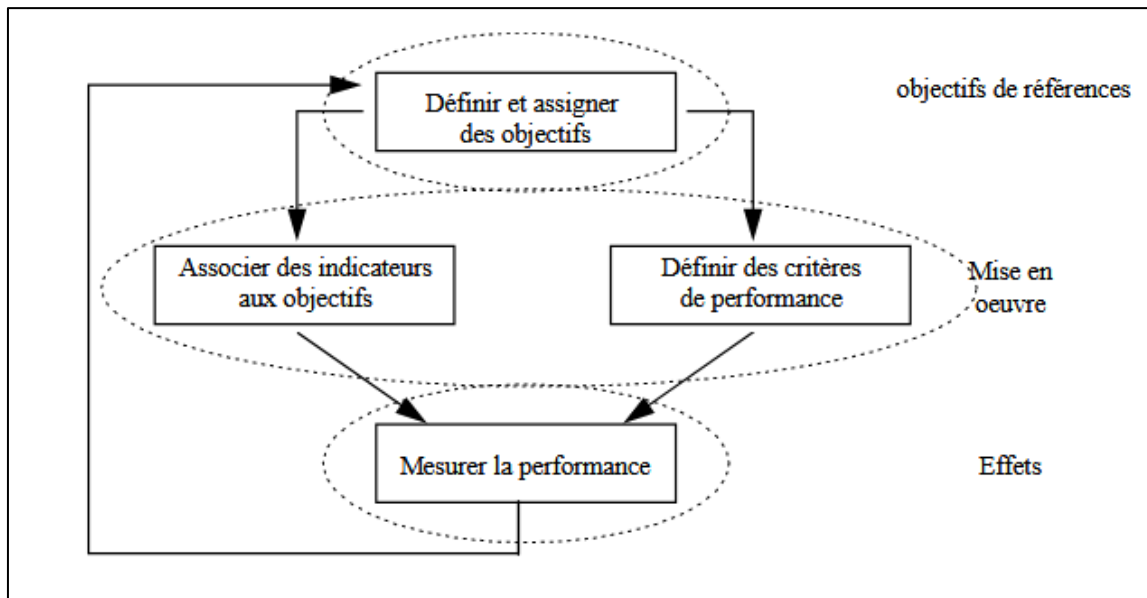 Définir et assigner
des objectifs
objectifs de références
Associer des indicateurs
aux objectifs
Définir des critères
de performance
Mise en
oeuvre
Mesurer la performance
Effets